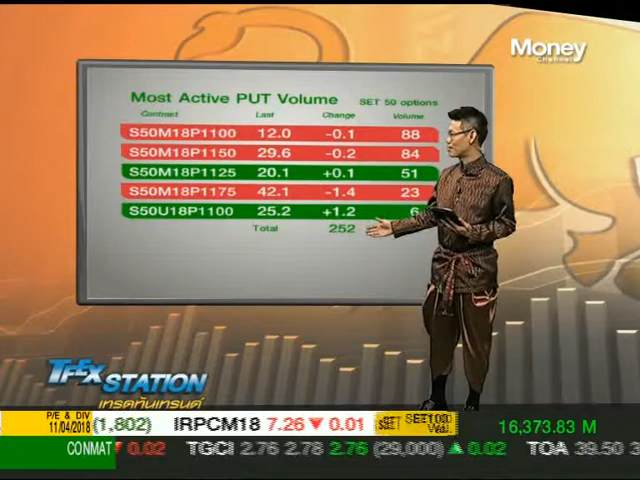 Money
Channel
Most Active PUT Volume SET 50 options
Contract Last Change Volume
S50M18P1100 12.0 -0.1 88
S50M18P1150 29.6 -0.2 84
S50M18P1125 20.1 +0.1 51
S50M18P1175 42.1 -1.4 23
S50U18P1100 25.2 +1.2 6
Total 252
TFEX STATION
เทรดทันเทรนด์
P/E & DIV
11/04/2018 (1,802) IRPCM18 7.26 ▼ 0.01 16,373.83 M
CONMAT ▼ 0.02 TGCI 2.76 2.78 2.76 (29,000) ▲ 0.02 TOA 39.50